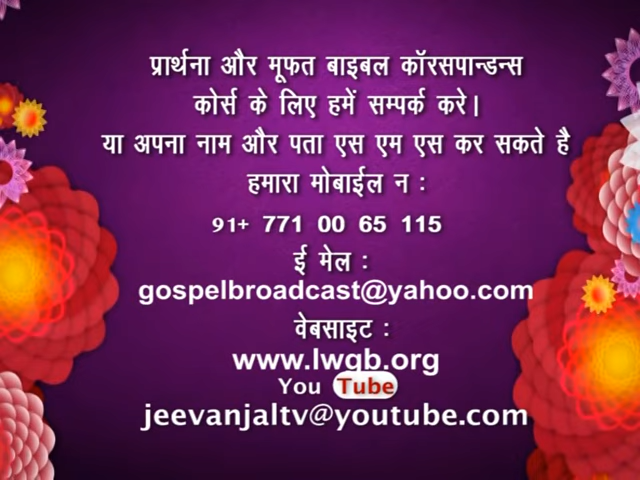 प्रार्थना और मूफत बाइबल कॉरसपान्डन्स
कोर्स के लिए हमें सम्पर्क करे।
या अपना नाम और पता एस एम एस कर सकते है
हमारा मोबाईल न :
91+ 771 00 65 115
ई मेल :
gospelbroadcast@yahoo.com
वेबसाइट :
www.lwgb.org
You Tube
jeevanjaltv@youtube.com